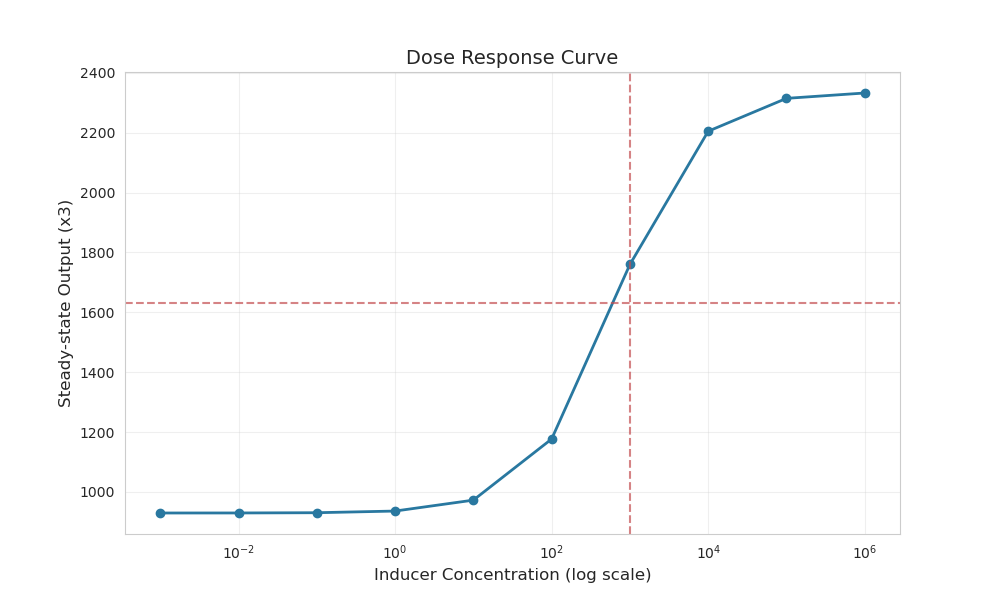 Dose Response Curve
Steady-state Output (x3)
2400
2200
2000
1800
1600
1400
1200
1000
10⁻² 10⁰ 10² 10⁴ 10⁶
Inducer Concentration (log scale)